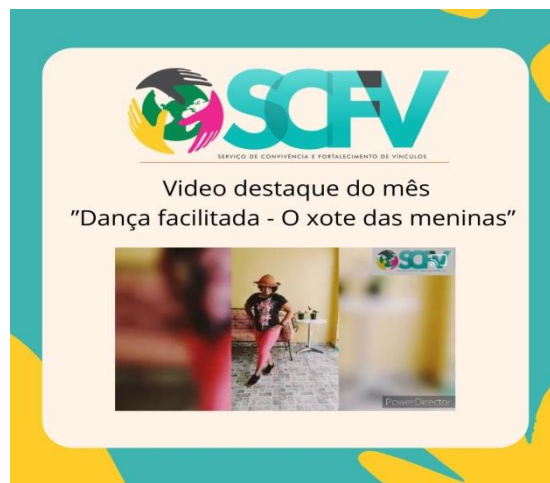 SCFV
SERVIÇO DE CONVIVÊNCIA E FORTALECIMENTO DE VÍNCULOS
Video destaque do mês
”Dança facilitada - O xote das meninas”
SCFV
PowerDirector